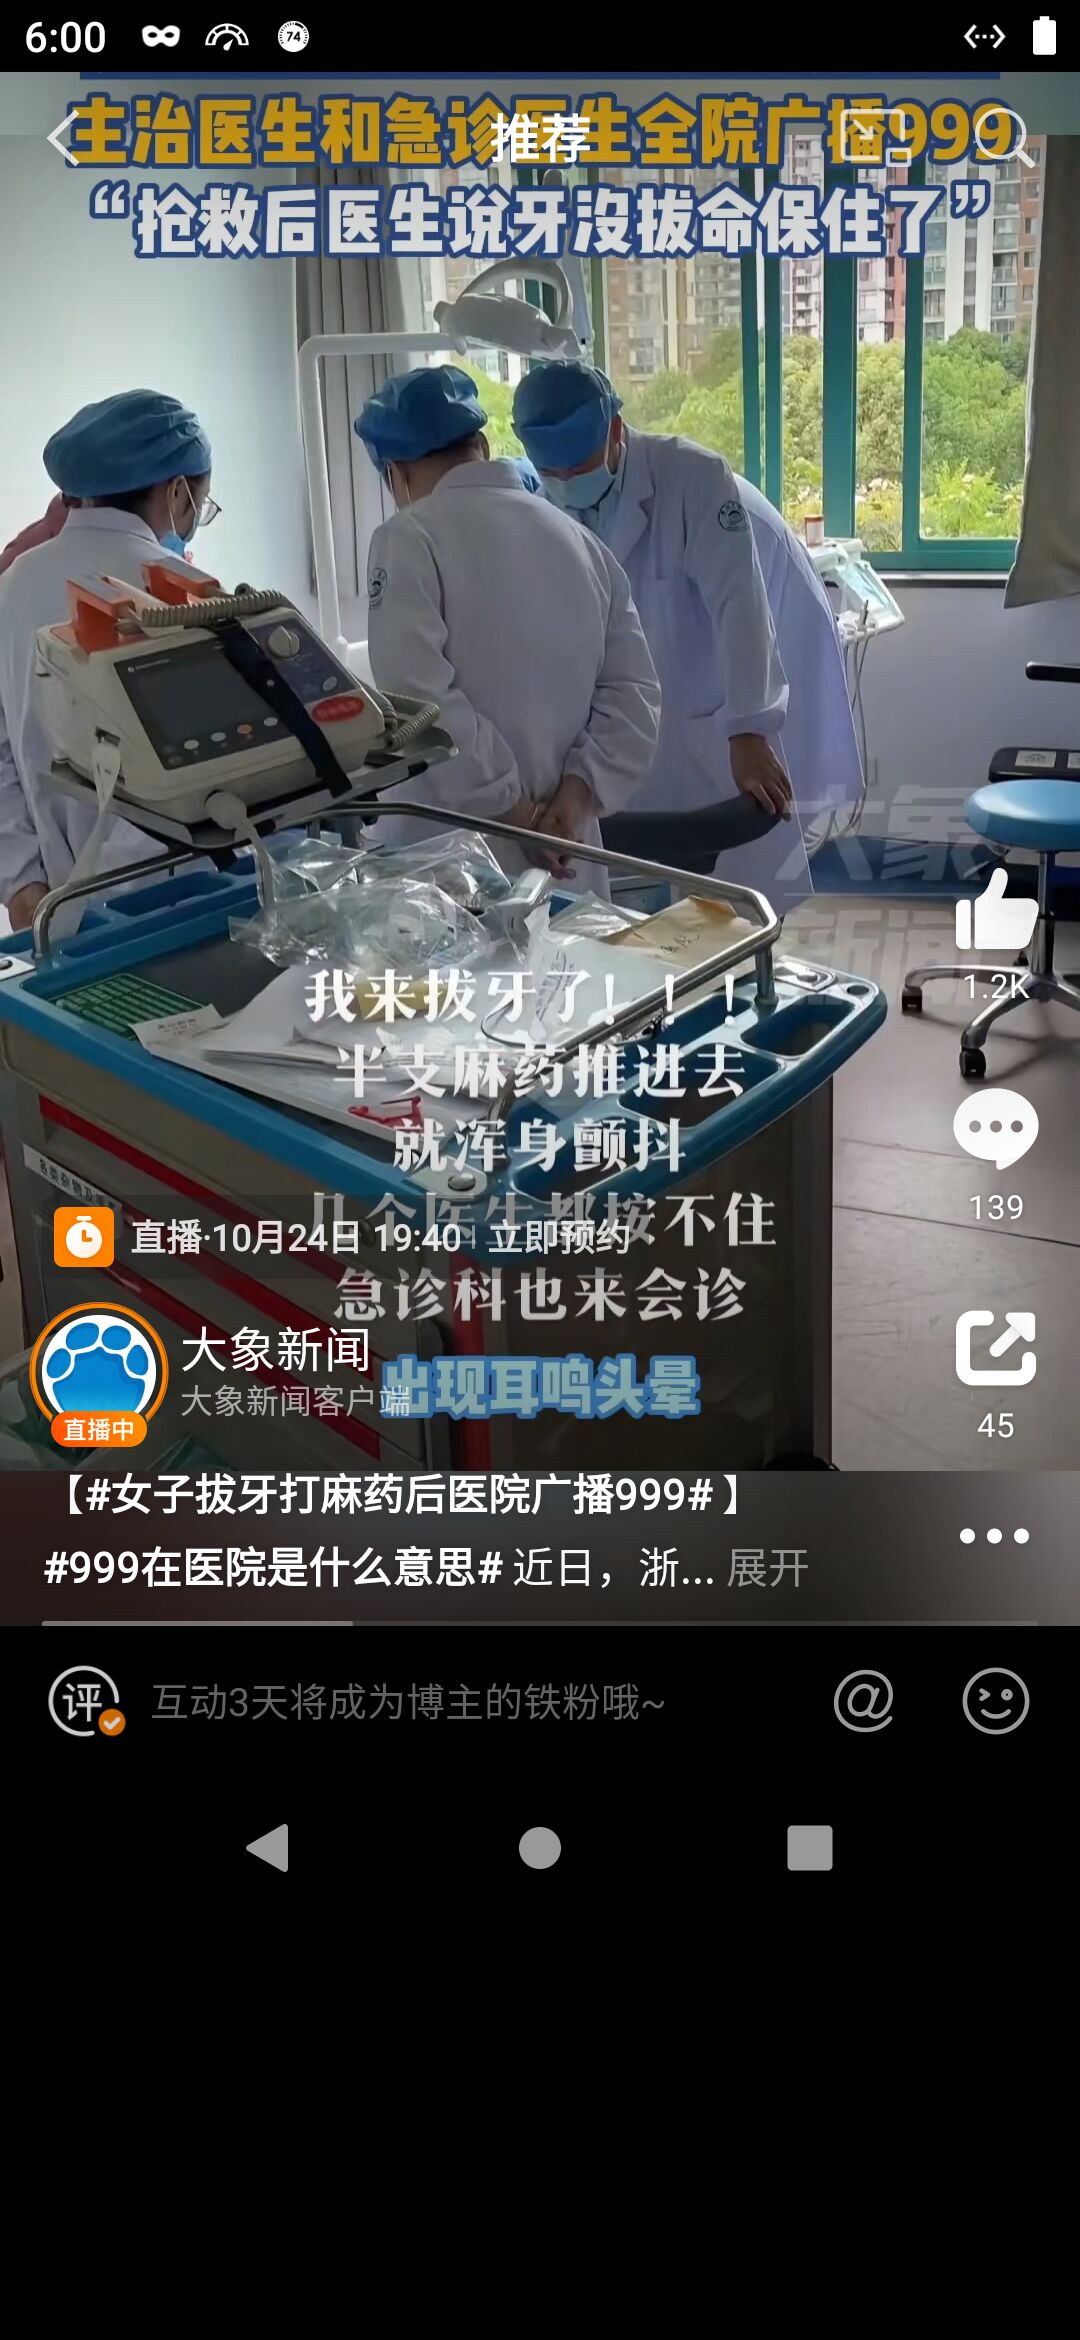 6:00
74
主治医生和急诊医生全院广播999
推荐
“抢救后医生说牙没拔命保住了”
大象
新闻
1.2K
我来拔牙了！！！
半支麻药推进去
就浑身颤抖
139
几个医生都按不住
直播·10月24日 19:40 立即预约
急诊科也来会诊
大象新闻
大象新闻客户端
直播中
出现耳鸣头晕
45
【#女子拔牙打麻药后医院广播999#】
#999在医院是什么意思# 近日，浙... 展开
评
互动3天将成为博主的铁粉哦~